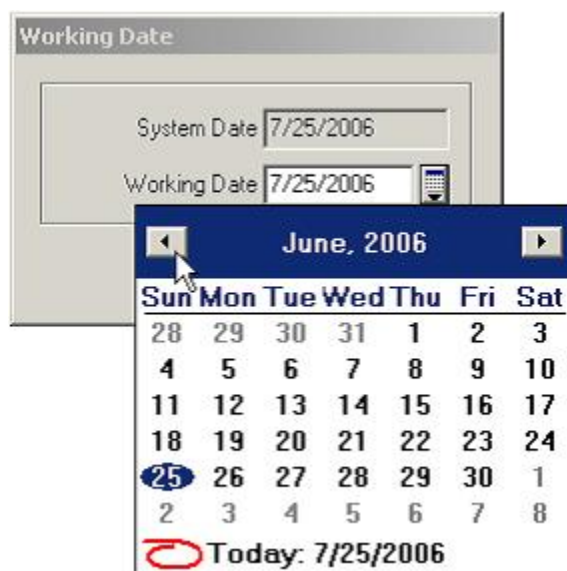 Working Date
System Date 7/25/2006
Working Date 7/25/2006
June, 2006
Sun Mon Tue Wed Thu Fri Sat
28 29 30 31 1 2 3
4 5 6 7 8 9 10
11 12 13 14 15 16 17
18 19 20 21 22 23 24
25 26 27 28 29 30 1
2 3 4 5 6 7 8
Today: 7/25/2006